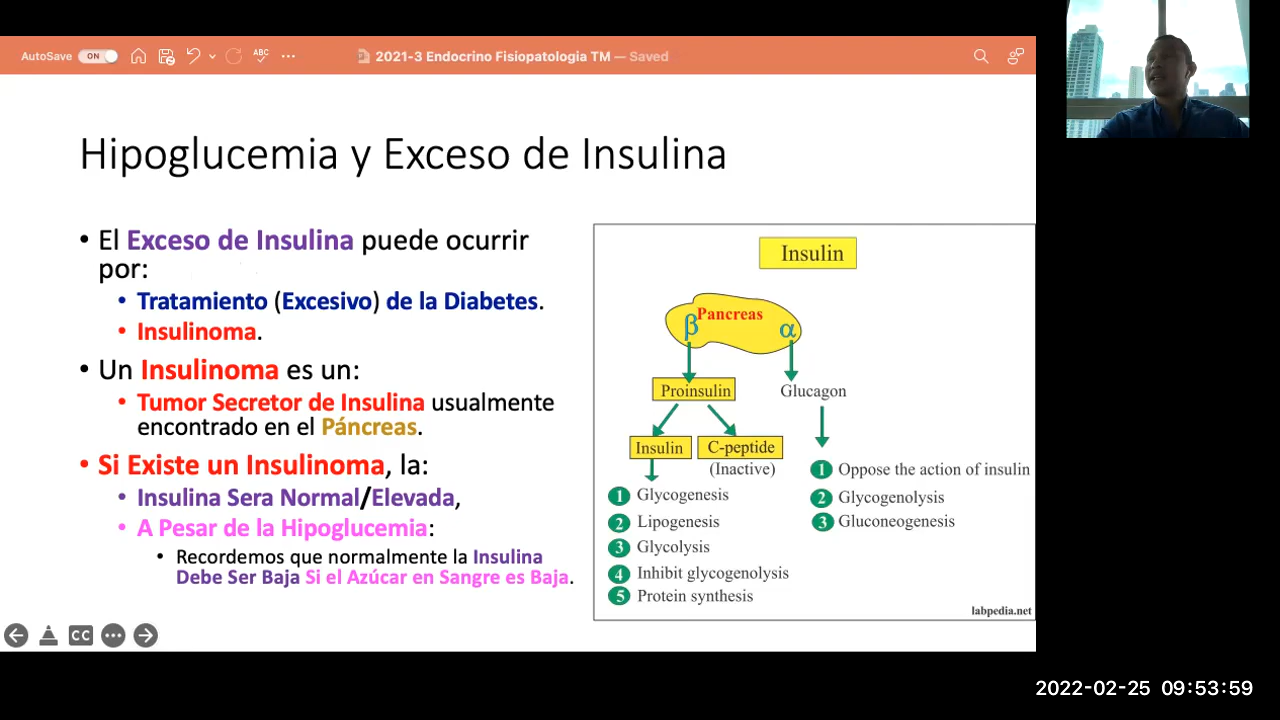 AutoSave ON ABC 2021-3 Endocrino Fisiopatologia TM — Saved
Hipoglucemia y Exceso de Insulina
• El Exceso de Insulina puede ocurrir
por:
• Tratamiento (Excesivo) de la Diabetes.
• Insulinoma.
• Un Insulinoma es un:
• Tumor Secretor de Insulina usualmente
encontrado en el Páncreas.
• Si Existe un Insulinoma, la:
• Insulina Sera Normal/Elevada,
• A Pesar de la Hipoglucemia:
• Recordemos que normalmente la Insulina
Debe Ser Baja Si el Azúcar en Sangre es Baja.
Insulin
Pancreas
β α
Proinsulin Glucagon
Insulin C-peptide
(Inactive)
1 Glycogenesis
2 Lipogenesis
3 Glycolysis
4 Inhibit glycogenolysis
5 Protein synthesis
1 Oppose the action of insulin
2 Glycogenolysis
3 Gluconeogenesis
labpedia.net
CC
2022-02-25 09:53:59